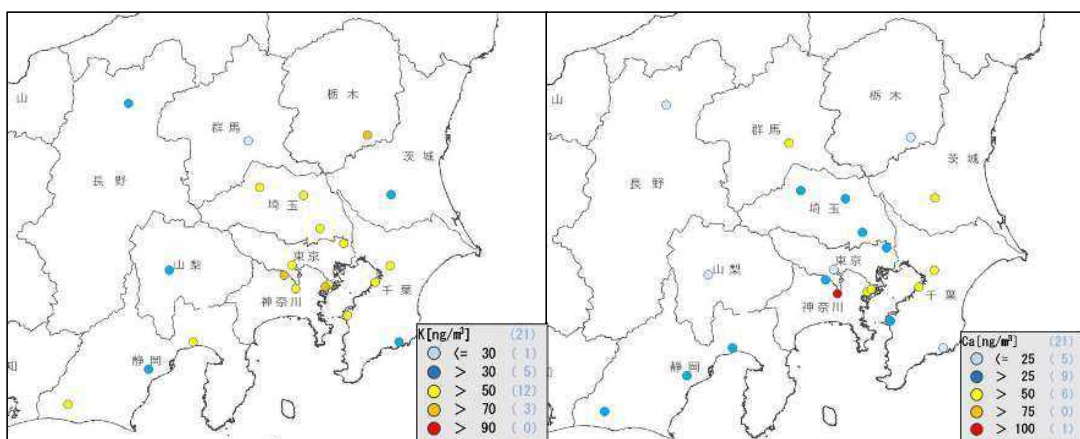 山
栃木
群馬
茨城
長野
埼玉
山梨
東京
神奈川
千葉
静岡
知
K[ng/m³] (21)
<= 30 ( 1)
> 30 ( 5)
> 50 (12)
> 70 ( 3)
> 90 ( 0)
山
栃木
群馬
茨城
長野
埼玉
山梨
東京
神奈川
千葉
静岡
知
Ca[ng/m³] (21)
<= 25 ( 5)
> 25 ( 9)
> 50 ( 6)
> 75 ( 0)
> 100 ( 1)